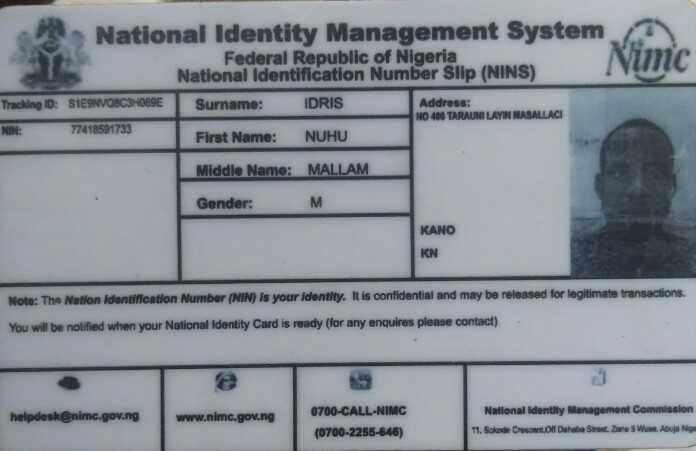 National Identity Management System
Federal Republic of Nigeria
National Identification Number Slip (NINS)
Nimc
Tracking ID: S1E9NVQ8C3H069E
NIN: 77418591733
Surname: IDRIS
First Name: NUHU
Middle Name: MALLAM
Gender: M
Address:
NO 406 TARAUNI LAYIN MASALLACI
KANO
KN
Note: The Nation Identification Number (NIN) is your identity. It is confidential and may be released for legitimate transactions.
You will be notified when your National Identity Card is ready (for any enquires please contact)
helpdesk@nimc.gov.ng
www.nimc.gov.ng
0700-CALL-NIMC
(0700-2255-646)
National Identity Management Commission
11, Sokode Crescent,Off Dalaba Street, Zone 5 Wuse, Abuja Nige